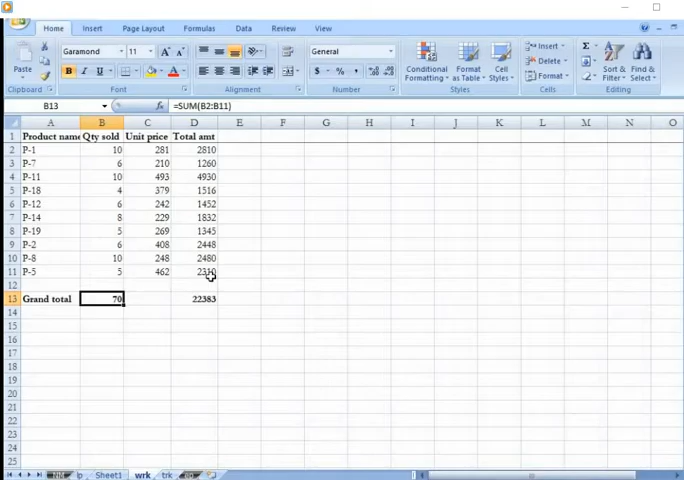 Home Insert Page Layout Formulas Data Review View
Garamond 11 A A General Insert Σ
Paste B I U A $ % , Conditional Format Cell Delete Sort & Find &
Formatting as Table Styles Format Filter Select
Clipboard Font Alignment Number Styles Cells Editing
B13 fx =SUM(B2:B11)
A B C D E F G H I J K L M N O
1 Product name Qty sold Unit price Total amt
2 P-1 10 281 2810
3 P-7 6 210 1260
4 P-11 10 493 4930
5 P-18 4 379 1516
6 P-12 6 242 1452
7 P-14 8 229 1832
8 P-19 5 269 1345
9 P-2 6 408 2448
10 P-8 10 248 2480
11 P-5 5 462 2310
12
13 Grand total 70 22383
14
15
16
17
18
19
20
21
22
23
24
25
Sheet1 wrk trk